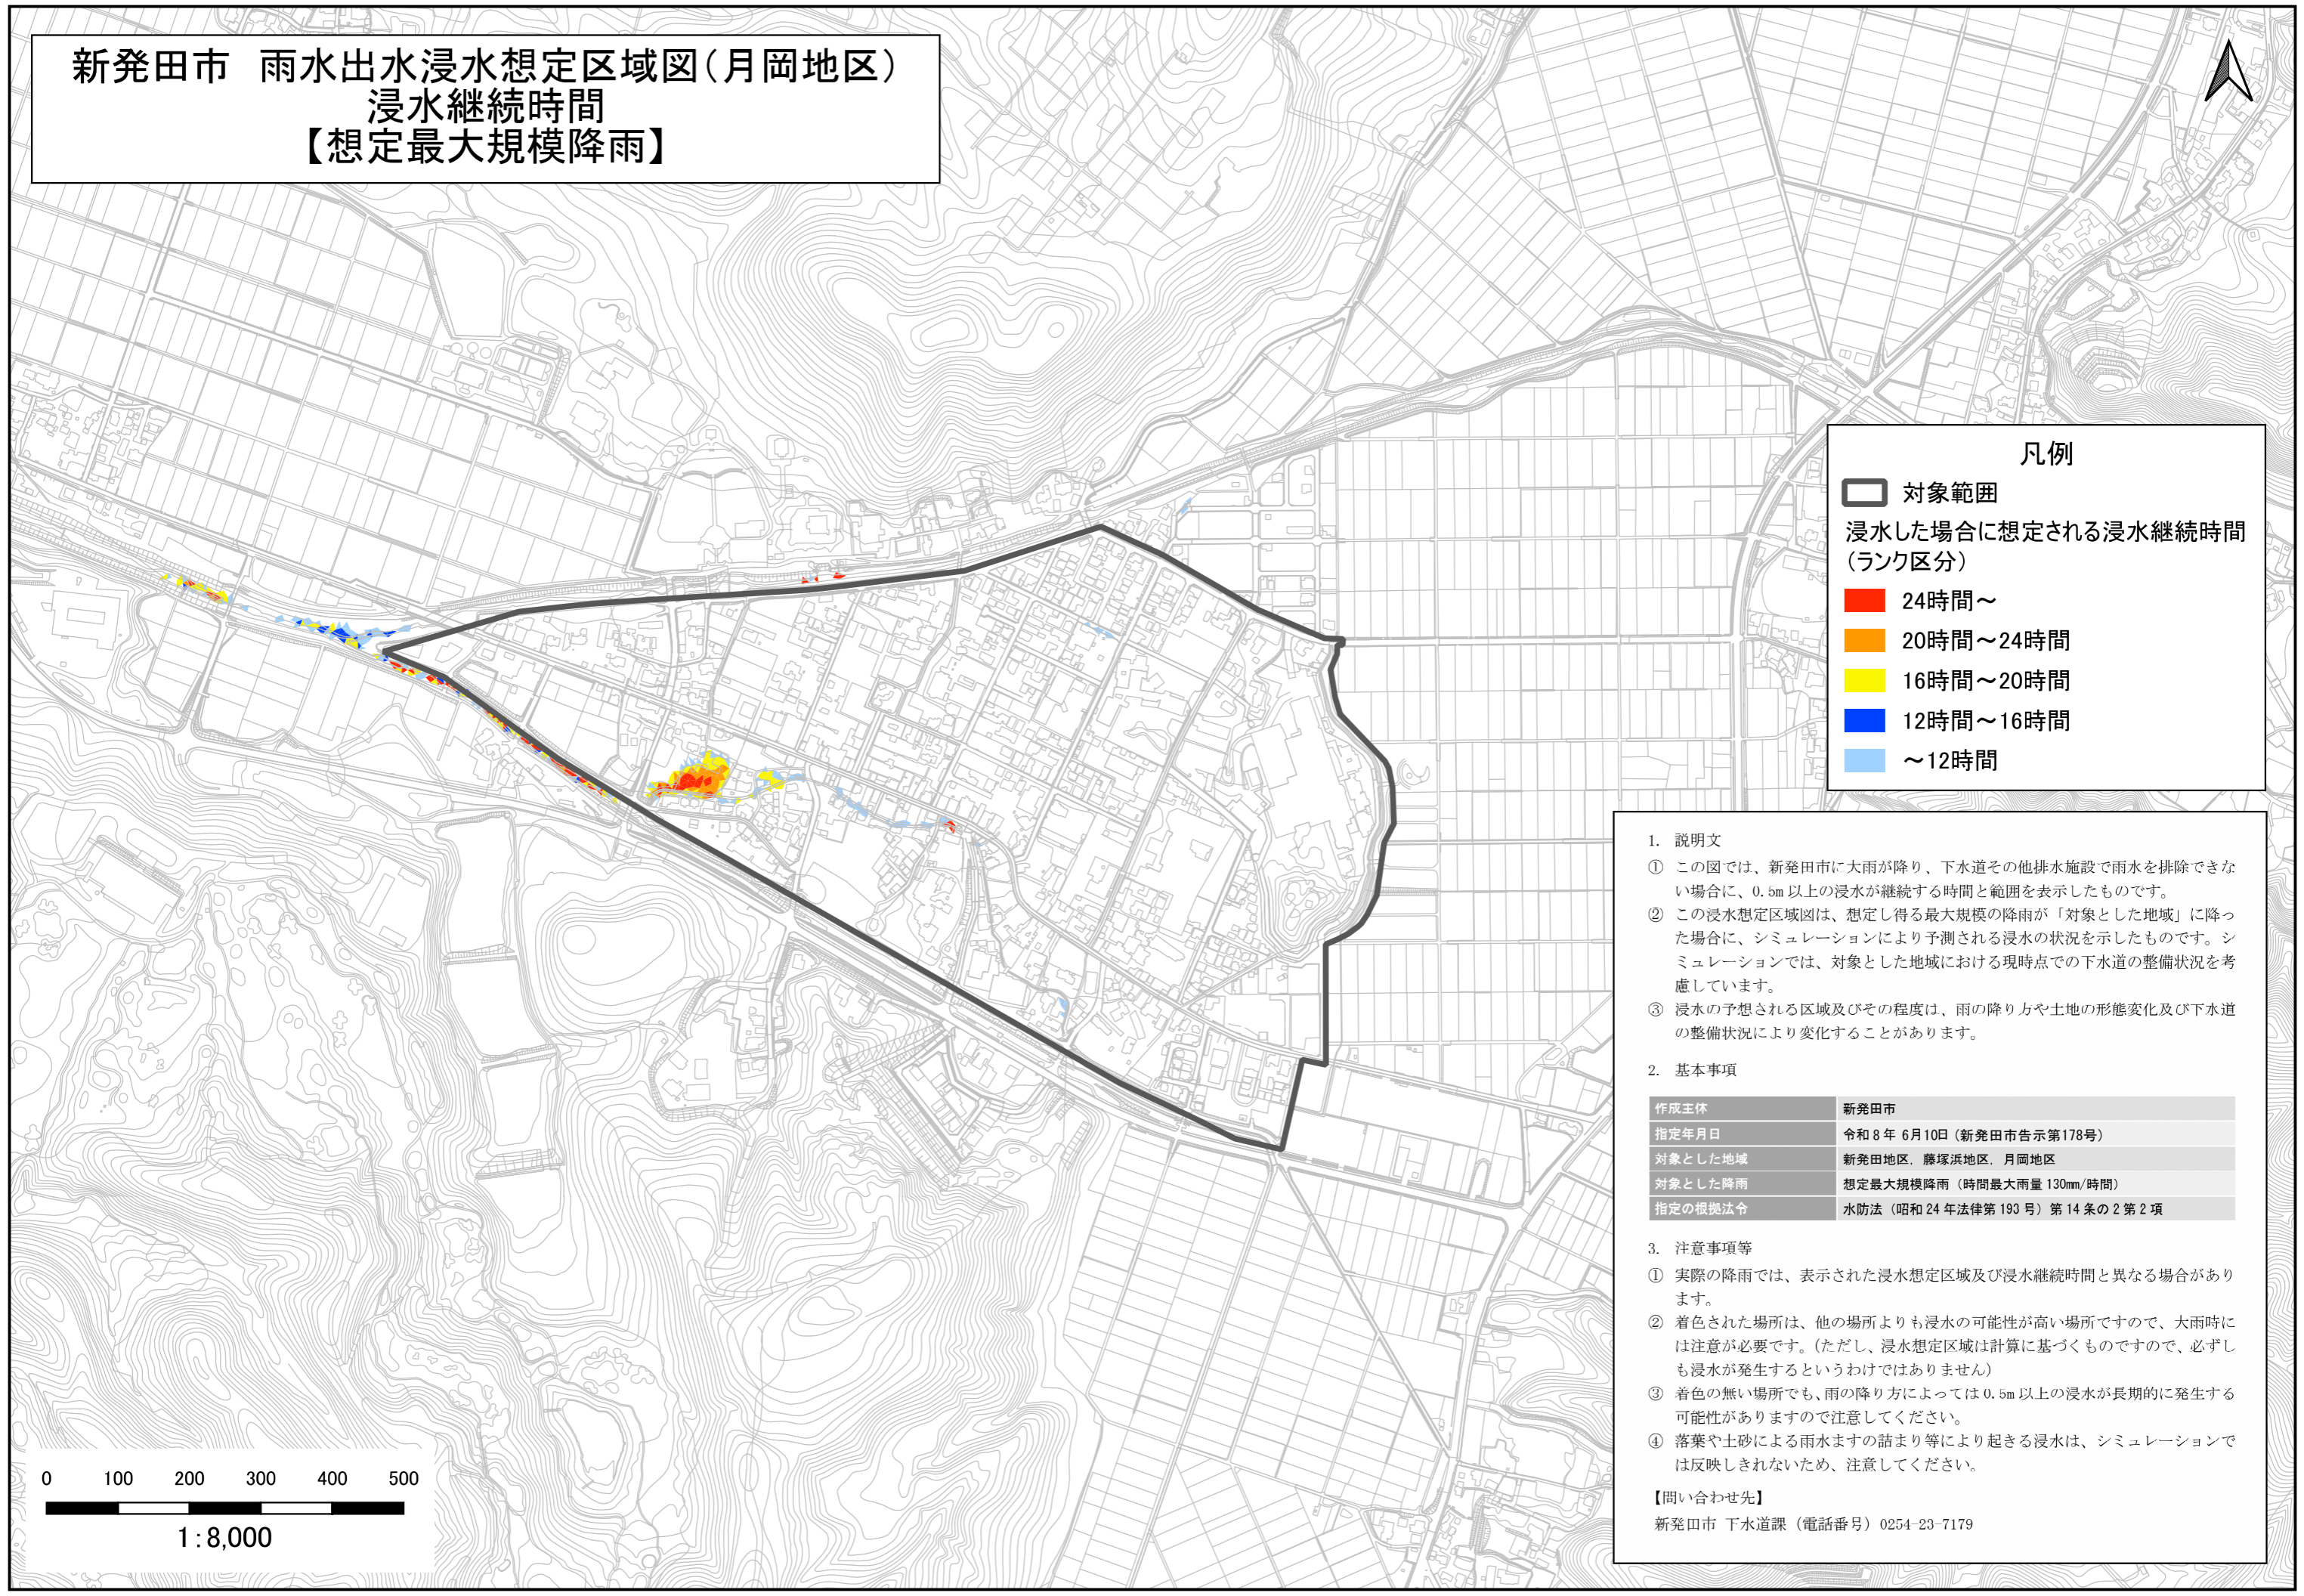 新発田市 雨水出水浸水想定区域図(月岡地区)
浸水継続時間
【想定最大規模降雨】
凡例
対象範囲
浸水した場合に想定される浸水継続時間
(ランク区分)
24時間~
20時間~24時間
16時間~20時間
12時間~16時間
~12時間
1. 説明文
① この図では、新発田市に大雨が降り、下水道その他排水施設で雨水を排除できな
い場合に、0.5m以上の浸水が継続する時間と範囲を表示したものです。
② この浸水想定区域図は、想定し得る最大規模の降雨が「対象とした地域」に降っ
た場合に、シミュレーションにより予測される浸水の状況を示したものです。シ
ミュレーションでは、対象とした地域における現時点での下水道の整備状況を考
慮しています。
③ 浸水の予想される区域及びその程度は、雨の降り方や土地の形態変化及び下水道
の整備状況により変化することがあります。
2. 基本事項
作成主体 新発田市
指定年月日 令和8年 6月10日(新発田市告示第178号)
対象とした地域 新発田地区、藤塚浜地区、月岡地区
対象とした降雨 想定最大規模降雨(時間最大雨量130mm/時間)
指定の根拠法令 水防法(昭和24年法律第193号)第14条の2第2項
3. 注意事項等
① 実際の降雨では、表示された浸水想定区域及び浸水継続時間と異なる場合があり
ます。
② 着色された場所は、他の場所よりも浸水の可能性が高い場所ですので、大雨時に
は注意が必要です。(ただし、浸水想定区域は計算に基づくものですので、必ずし
も浸水が発生するというわけではありません)
③ 着色の無い場所でも、雨の降り方によっては0.5m以上の浸水が長期的に発生する
可能性がありますので注意してください。
④ 落葉や土砂による雨水ますの詰まり等により起きる浸水は、シミュレーションで
は反映しきれないため、注意してください。
【問い合わせ先】
新発田市 下水道課(電話番号)0254-23-7179
0 100 200 300 400 500
1:8,000